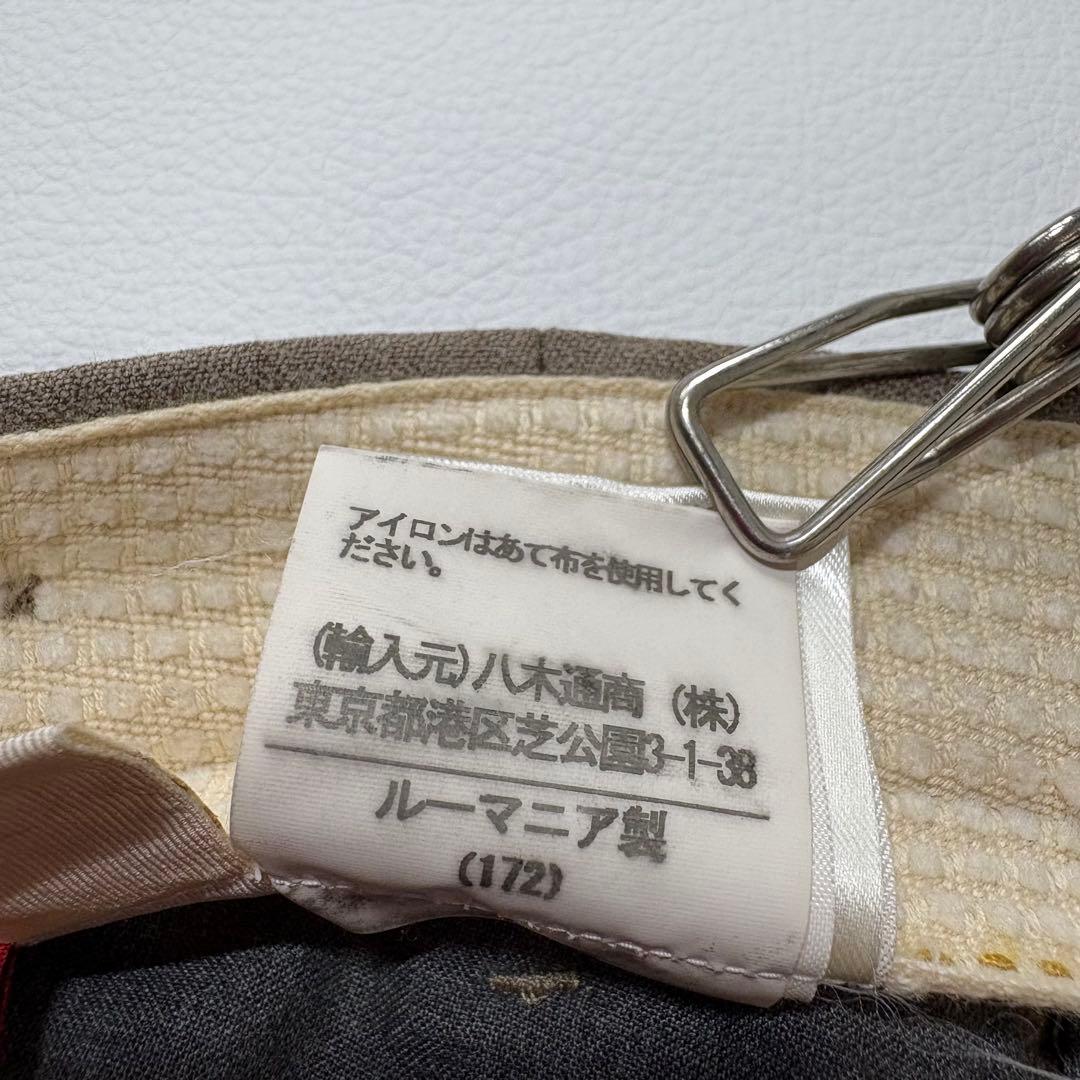 アイロンはあて布を使用してく
ださい。
(輸入元)八木通商 (株)
東京都港区芝公園3-1-38
ルーマニア製
(172)